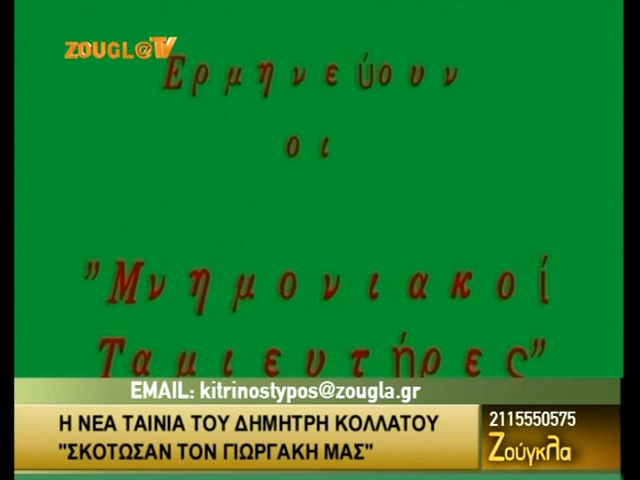 ZOUGL@TV
Ερμηνεύουν
οι
"Μνημονιακοί
Ταμιευτήρες"
EMAIL: kitrinostypos@zougla.gr
Η ΝΕΑ ΤΑΙΝΙΑ ΤΟΥ ΔΗΜΗΤΡΗ ΚΟΛΛΑΤΟΥ
"ΣΚΟΤΩΣΑΝ ΤΟΝ ΓΙΩΡΓΑΚΗ ΜΑΣ"
2115550575
Ζούγκλα